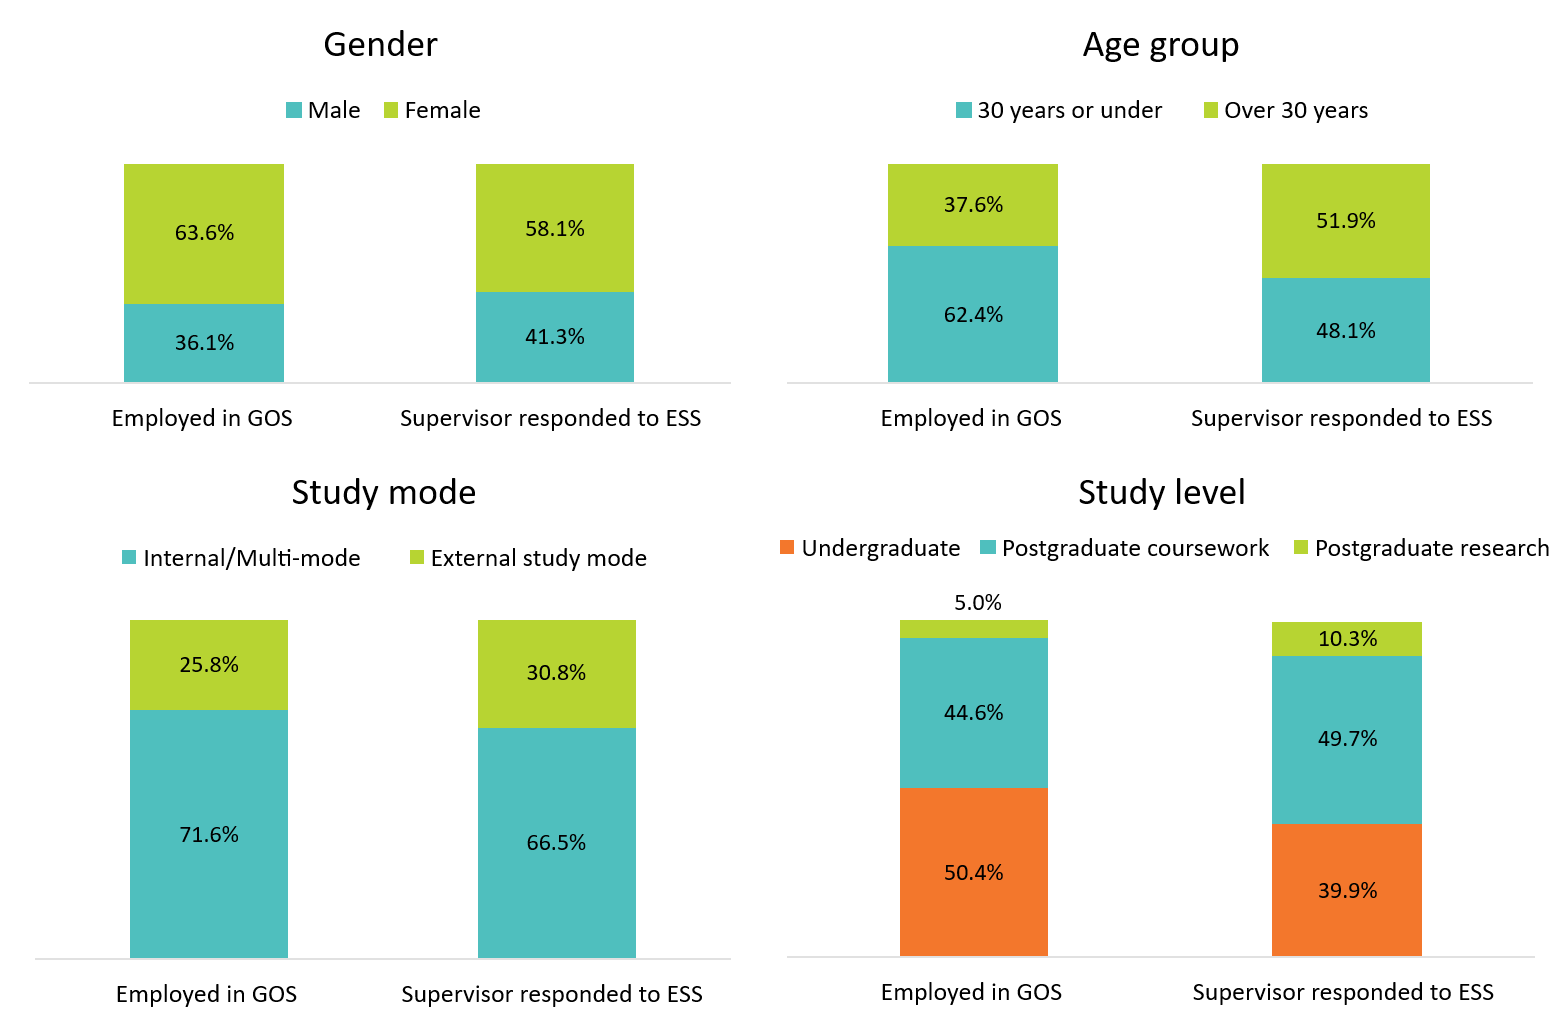 Gender
Male Female
63.6%
58.1%
36.1%
41.3%
Employed in GOS Supervisor responded to ESS
Age group
30 years or under Over 30 years
37.6%
51.9%
62.4%
48.1%
Employed in GOS Supervisor responded to ESS
Study mode
Internal/Multi-mode External study mode
25.8%
30.8%
71.6%
66.5%
Employed in GOS Supervisor responded to ESS
Study level
Undergraduate Postgraduate coursework Postgraduate research
5.0%
10.3%
44.6%
49.7%
50.4%
39.9%
Employed in GOS Supervisor responded to ESS